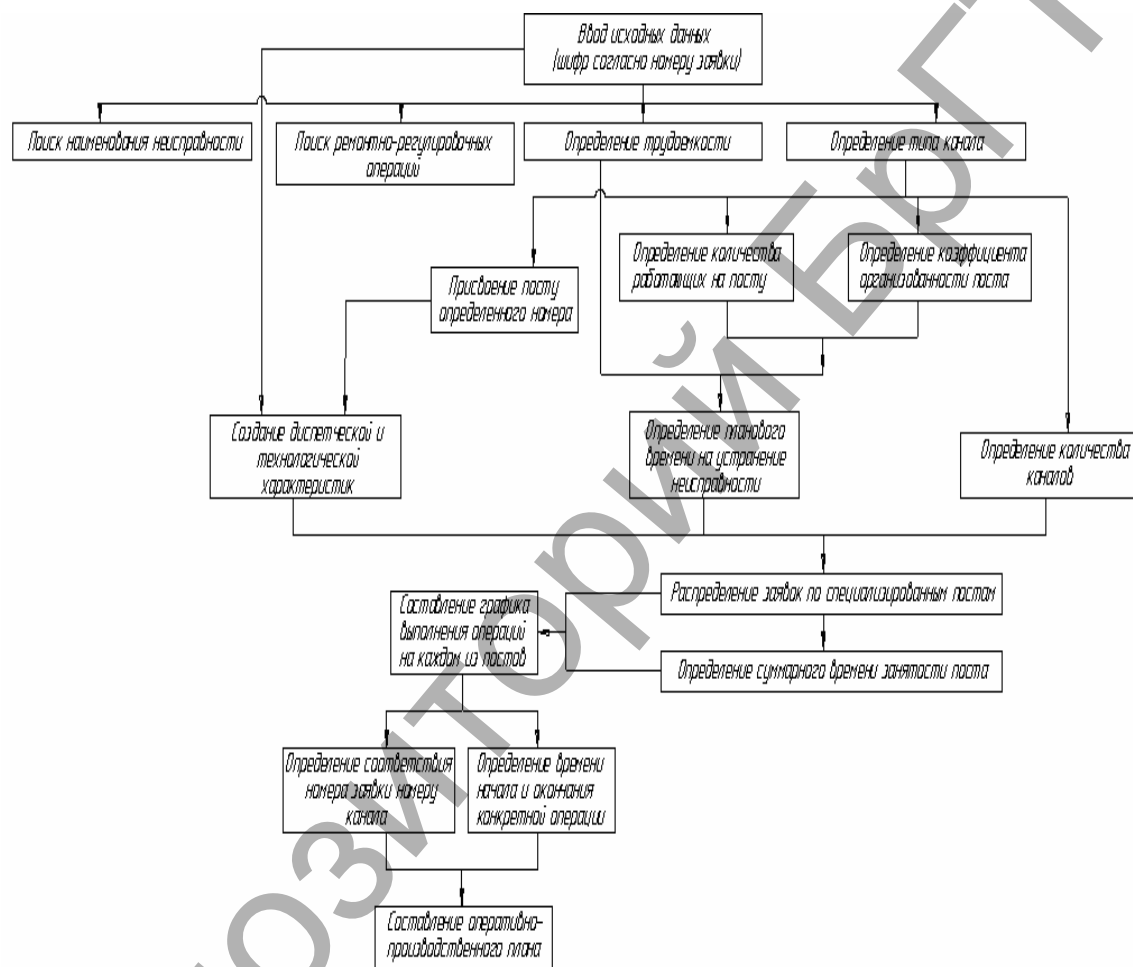 Ввод исходных данных
(шифр согласно номеру заявки)
Поиск наименования неисправности
Поиск ремонтно-регулировочных
операций
Определение трудоемкости
Определение типа канала
Присвоение посту
определенного номера
Определение количества
работающих на посту
Определение коэффициента
организованности поста
Создание диспетческой и
технологической
характеристик
Определение планового
времени на устранение
неисправности
Определение количества
каналов
Распределение заявок по специализированным постам
Составление графика
выполнения операций
на каждом из постов
Определение суммарного времени занятости поста
Определение соответствия
номера заявки номеру
канала
Определение времени
начала и окончания
конкретной операции
Составление оперативно-
производственного плана
озиторий БрГТ